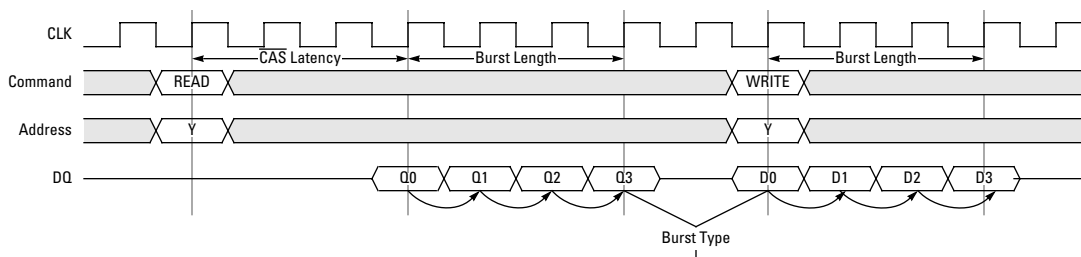 CLK
CAS Latency Burst Length Burst Length
Command READ WRITE
Address Y Y
DQ Q0 Q1 Q2 Q3 D0 D1 D2 D3
Burst Type